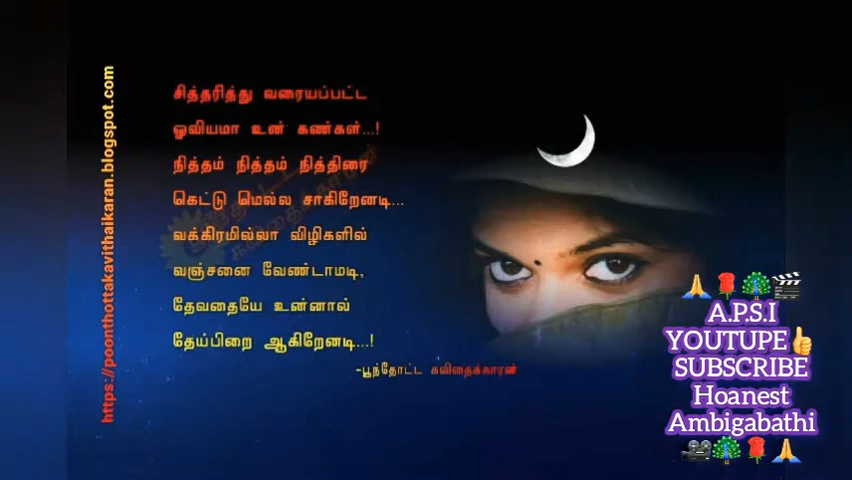 https://poonthottakavithaikaran.blogspot.com
சித்தரித்து வரையப்பட்ட
ஓவியமா உன் கண்கள்...!
நித்தம் நித்தம் நித்திரை
கெட்டு மெல்ல சாகிறேனடி...
வக்கிரமில்லா விழிகளில்
வஞ்சனை வேண்டாமடி,
தேவதையே உன்னால்
தேய்பிறை ஆகிறேனடி...!
-பூந்தோட்ட கவிதைக்காரன்
🙏🌹🦚🎬
A.P.S.I
YOUTUPE👍
SUBSCRIBE
Hoanest
Ambigabathi
🎥🦚🌹🙏